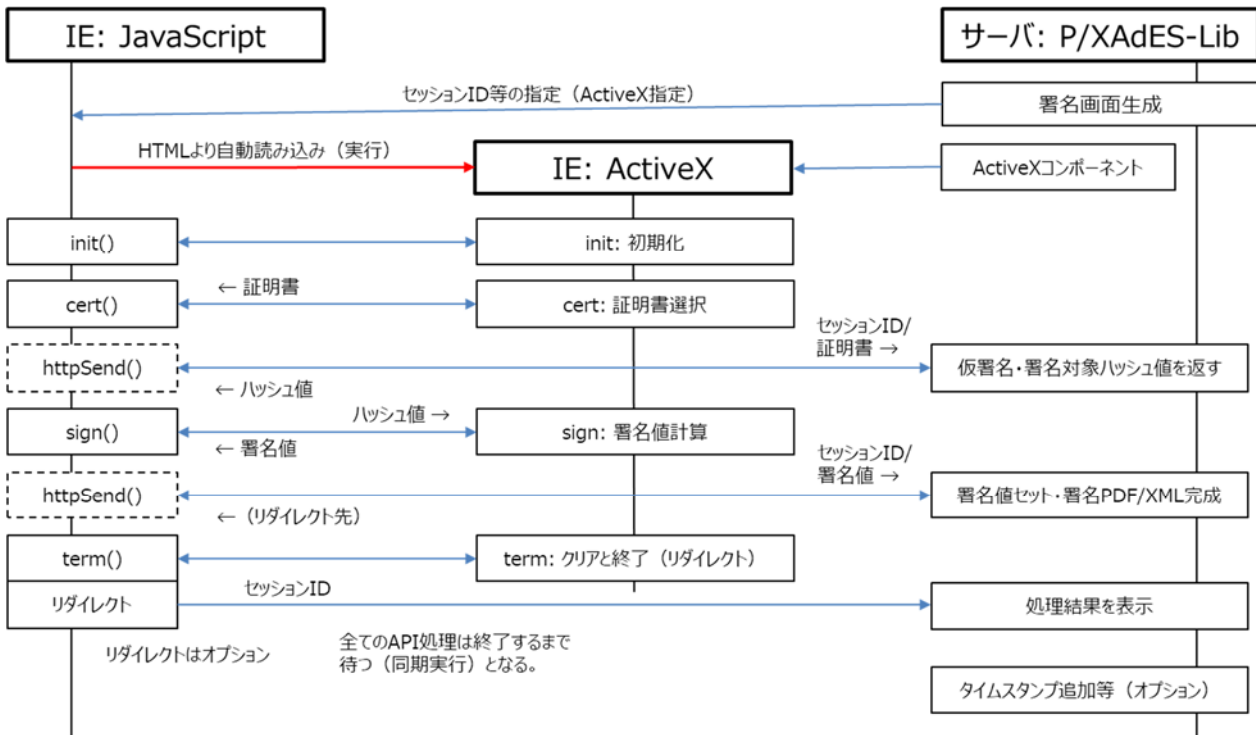 IE: JavaScript
サーバ: P/XAdES-Lib
セッションID等の指定（ActiveX指定）
署名画面生成
HTMLより自動読み込み（実行）
IE: ActiveX
ActiveXコンポーネント
init()
init: 初期化
← 証明書
cert()
cert: 証明書選択
セッションID/
証明書 →
httpSend()
仮署名・署名対象ハッシュ値を返す
← ハッシュ値
ハッシュ値 →
sign()
sign: 署名値計算
← 署名値
セッションID/
署名値 →
httpSend()
署名値セット・署名PDF/XML完成
←（リダイレクト先）
term()
term: クリアと終了（リダイレクト）
セッションID
リダイレクト
処理結果を表示
リダイレクトはオプション
全てのAPI処理は終了するまで
待つ（同期実行）となる。
タイムスタンプ追加等（オプション）